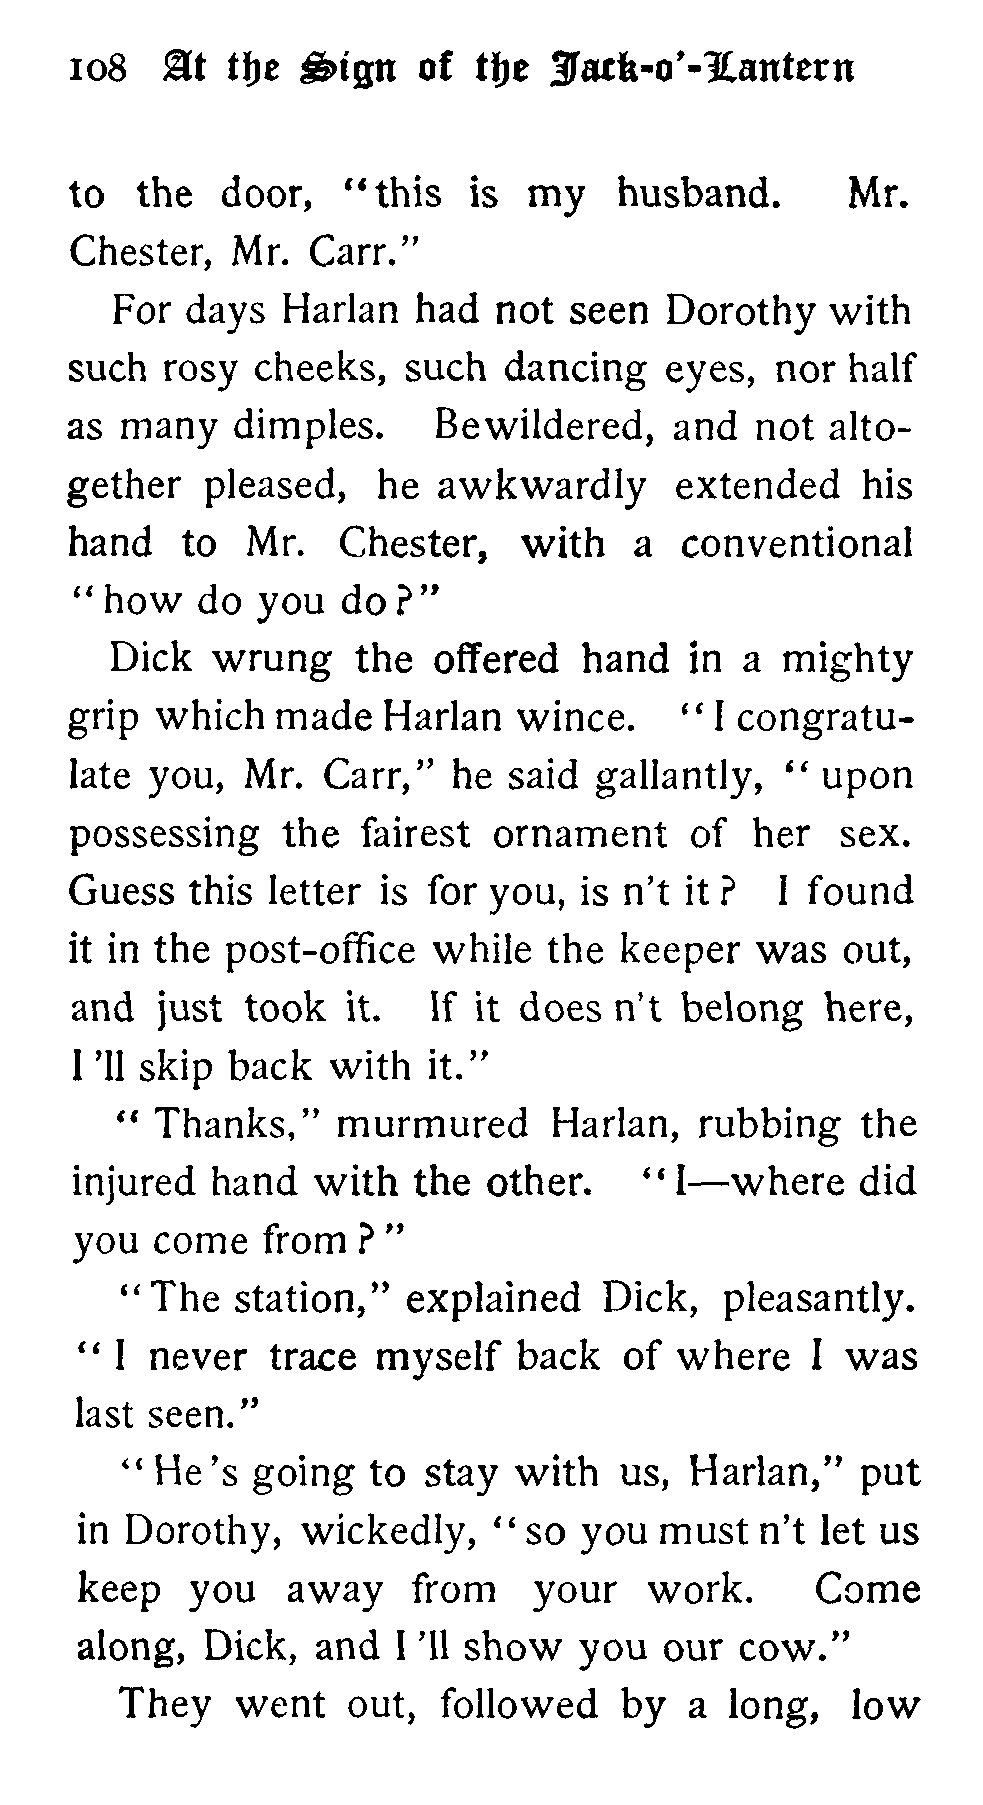 108 At the Sign of the Jack-o'-Lantern
to the door, "this is my husband. Mr.
Chester, Mr. Carr."
For days Harlan had not seen Dorothy with
such rosy cheeks, such dancing eyes, nor half
as many dimples. Bewildered, and not alto-
gether pleased, he awkwardly extended his
hand to Mr. Chester, with a conventional
"how do you do?"
Dick wrung the offered hand in a mighty
grip which made Harlan wince. "I congratu-
late you, Mr. Carr," he said gallantly, "upon
possessing the fairest ornament of her sex.
Guess this letter is for you, is n't it? I found
it in the post-office while the keeper was out,
and just took it. If it does n't belong here,
I 'll skip back with it."
"Thanks," murmured Harlan, rubbing the
injured hand with the other. "I—where did
you come from?"
"The station," explained Dick, pleasantly.
"I never trace myself back of where I was
last seen."
"He 's going to stay with us, Harlan," put
in Dorothy, wickedly, "so you must n't let us
keep you away from your work. Come
along, Dick, and I 'll show you our cow."
They went out, followed by a long, low